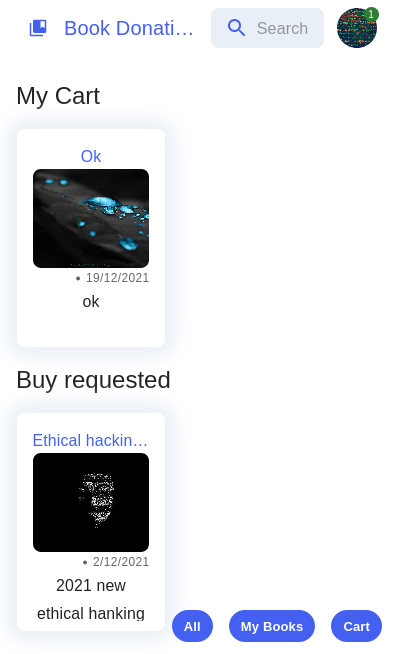 Book Donati…
Search
1
My Cart
Ok
• 19/12/2021
ok
Buy requested
Ethical hackin…
• 2/12/2021
2021 new
ethical hanking
All
My Books
Cart